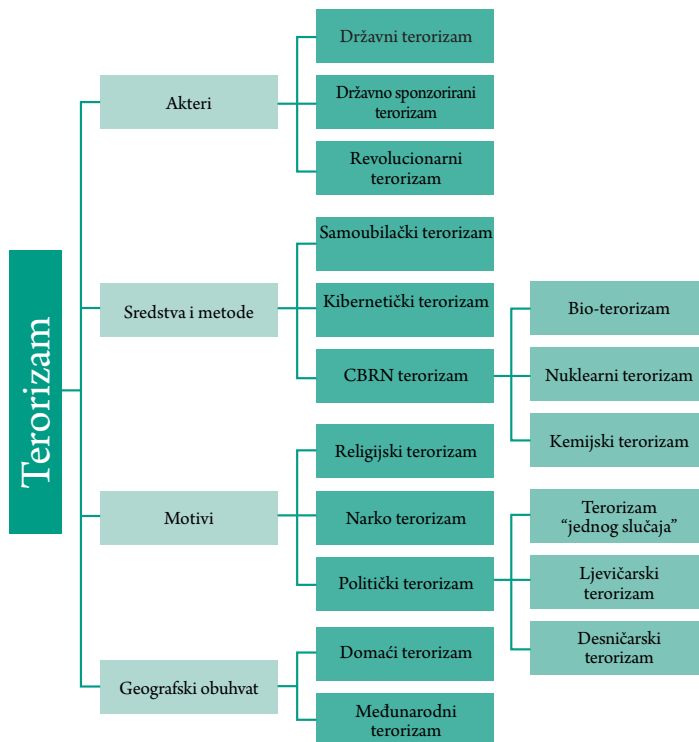 Terorizam
Akteri
Državni terorizam
Državno sponzorirani
terorizam
Revolucionarni
terorizam
Sredstva i metode
Samoubilački terorizam
Kibernetički terorizam
CBRN terorizam
Bio-terorizam
Nuklearni terorizam
Kemijski terorizam
Motivi
Religijski terorizam
Narko terorizam
Politički terorizam
Terorizam
“jednog slučaja”
Ljevičarski
terorizam
Desničarski
terorizam
Geografski obuhvat
Domaći terorizam
Međunarodni
terorizam